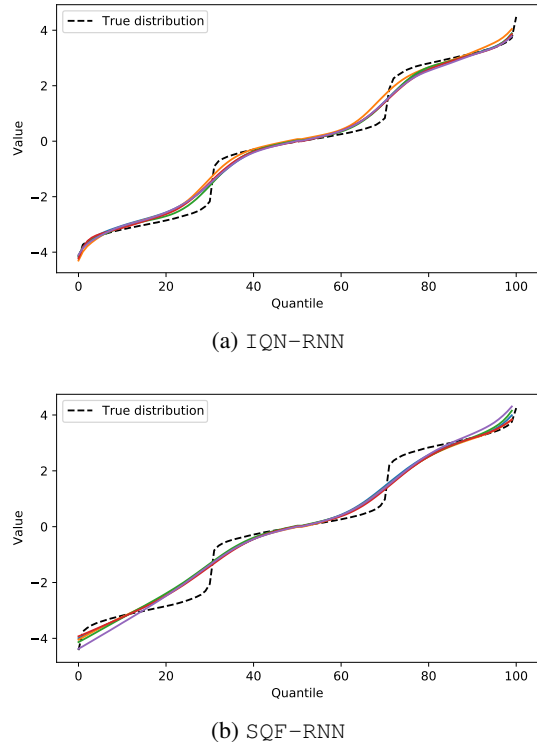 True distribution
4
2
0
−2
−4
Value
0 20 40 60 80 100
Quantile
(a) IQN-RNN
True distribution
4
2
0
−2
−4
Value
0 20 40 60 80 100
Quantile
(b) SQF-RNN